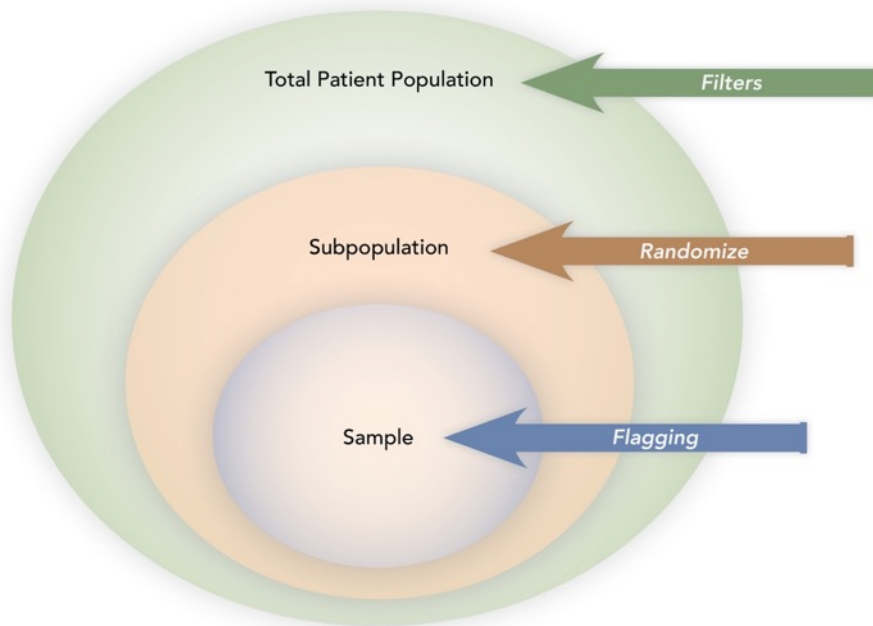 Total Patient Population
Filters
Subpopulation
Randomize
Sample
Flagging